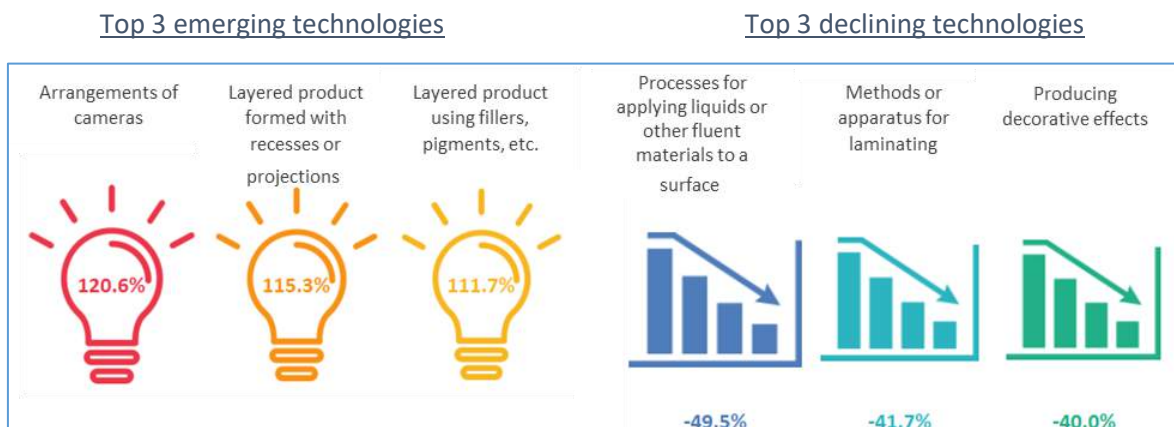 Top 3 emerging technologies
Top 3 declining technologies
Arrangements of
cameras
Layered product
formed with
recesses or
projections
Layered product
using fillers,
pigments, etc.
Processes for
applying liquids or
other fluent
materials to a
surface
Methods or
apparatus for
laminating
Producing
decorative effects
120.6%
115.3%
111.7%
-49.5%
-41.7%
-40.0%